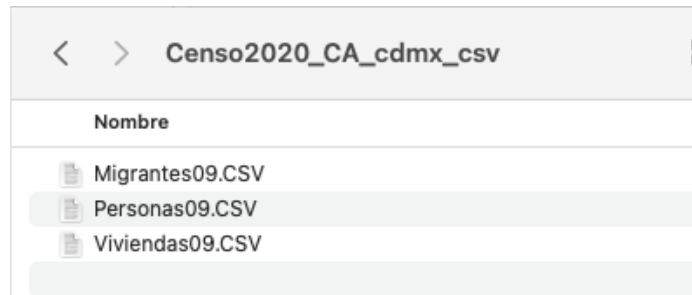 Censo2020_CA_cdmx_csv
Nombre
Migrantes09.CSV
Personas09.CSV
Viviendas09.CSV